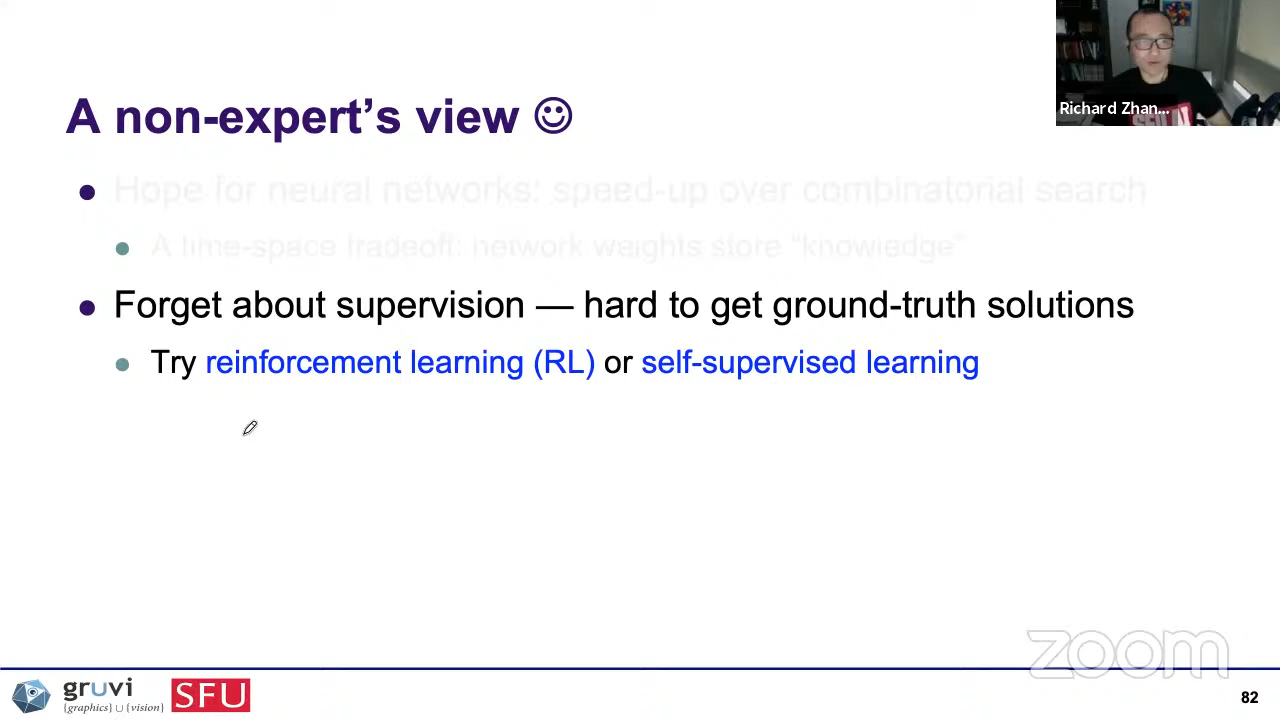 Richard Zhan...
A non-expert's view ☺
● Hope for neural networks: speed-up over combinatorial search
● A time-space tradeoff: network weights store "knowledge"
● Forget about supervision — hard to get ground-truth solutions
● Try reinforcement learning (RL) or self-supervised learning
zoom
gruvi
{graphics} ∪ {vision}
SFU
82